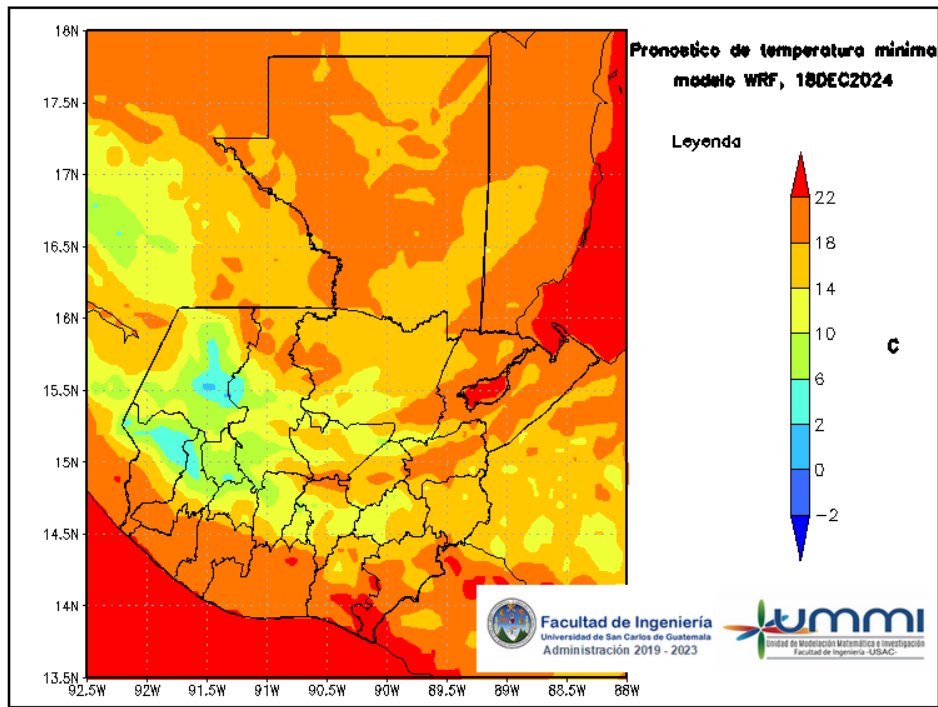 Pronostico de temperatura minima
modelo WRF, 18DEC2024
Leyenda
22
18
14
10
6
2
0
-2
C
18N
17.5N
17N
16.5N
16N
15.5N
15N
14.5N
14N
13.5N
92.5W 92W 91.5W 91W 90.5W 90W 89.5W 89W 88.5W 88W
Facultad de Ingeniería
Universidad de San Carlos de Guatemala
Administración 2019 - 2023
ummi
Unidad de Modelación Matemática e Investigación
Facultad de Ingeniería -USAC-